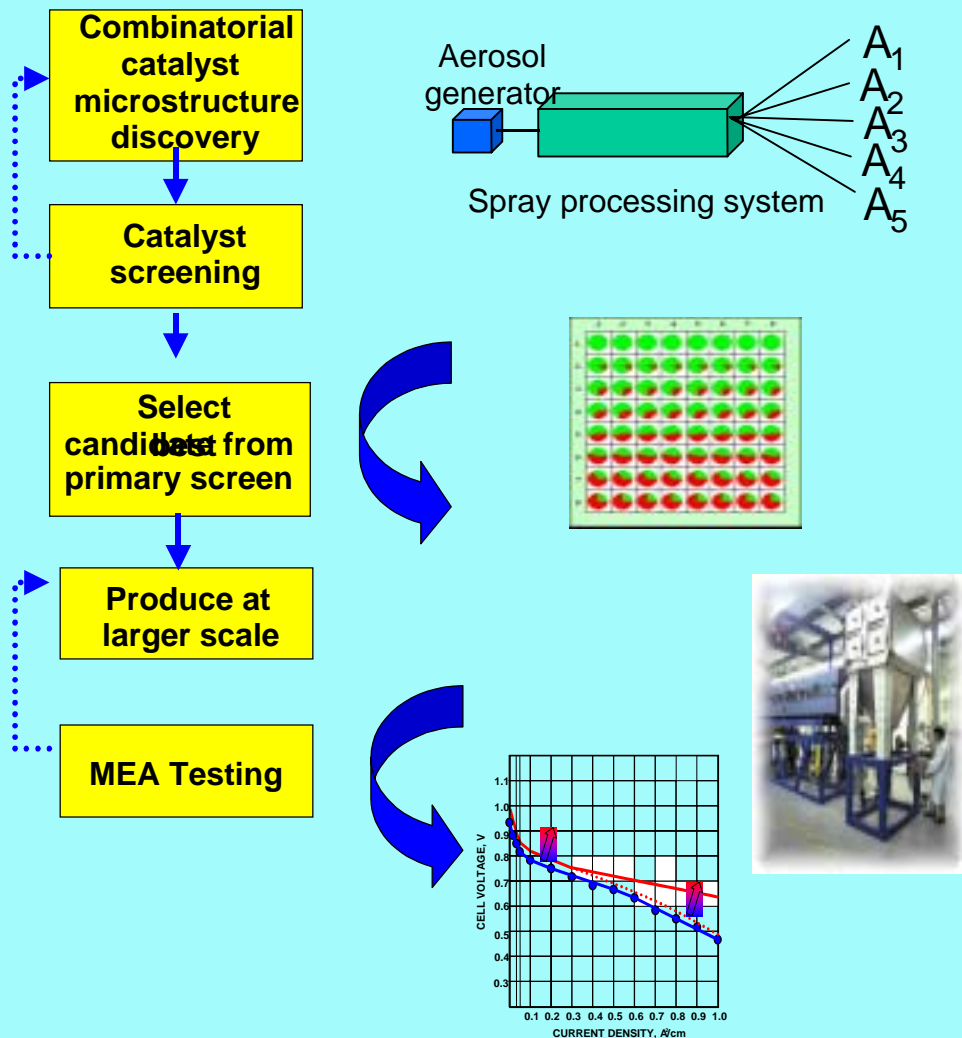 Combinatorial
catalyst
microstructure
discovery
Aerosol
generator
A1
A2
A3
A4
A5
Spray processing system
Catalyst
screening
Select
best
candidate from
primary screen
Produce at
larger scale
MEA Testing
CELL VOLTAGE, V
1.1
1.0
0.9
0.8
0.7
0.6
0.5
0.4
0.3
0.1 0.2 0.3 0.4 0.5 0.6 0.7 0.8 0.9 1.0
CURRENT DENSITY, A/cm2